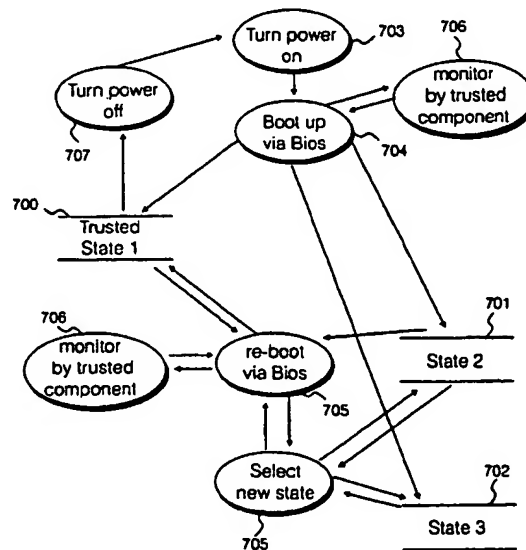 Turn power
on
703
706
monitor
by trusted
component
Turn power
off
707
Boot up
via Bios
704
700
Trusted
State 1
706
monitor
by trusted
component
re-boot
via Bios
705
701
State 2
Select
new state
705
702
State 3